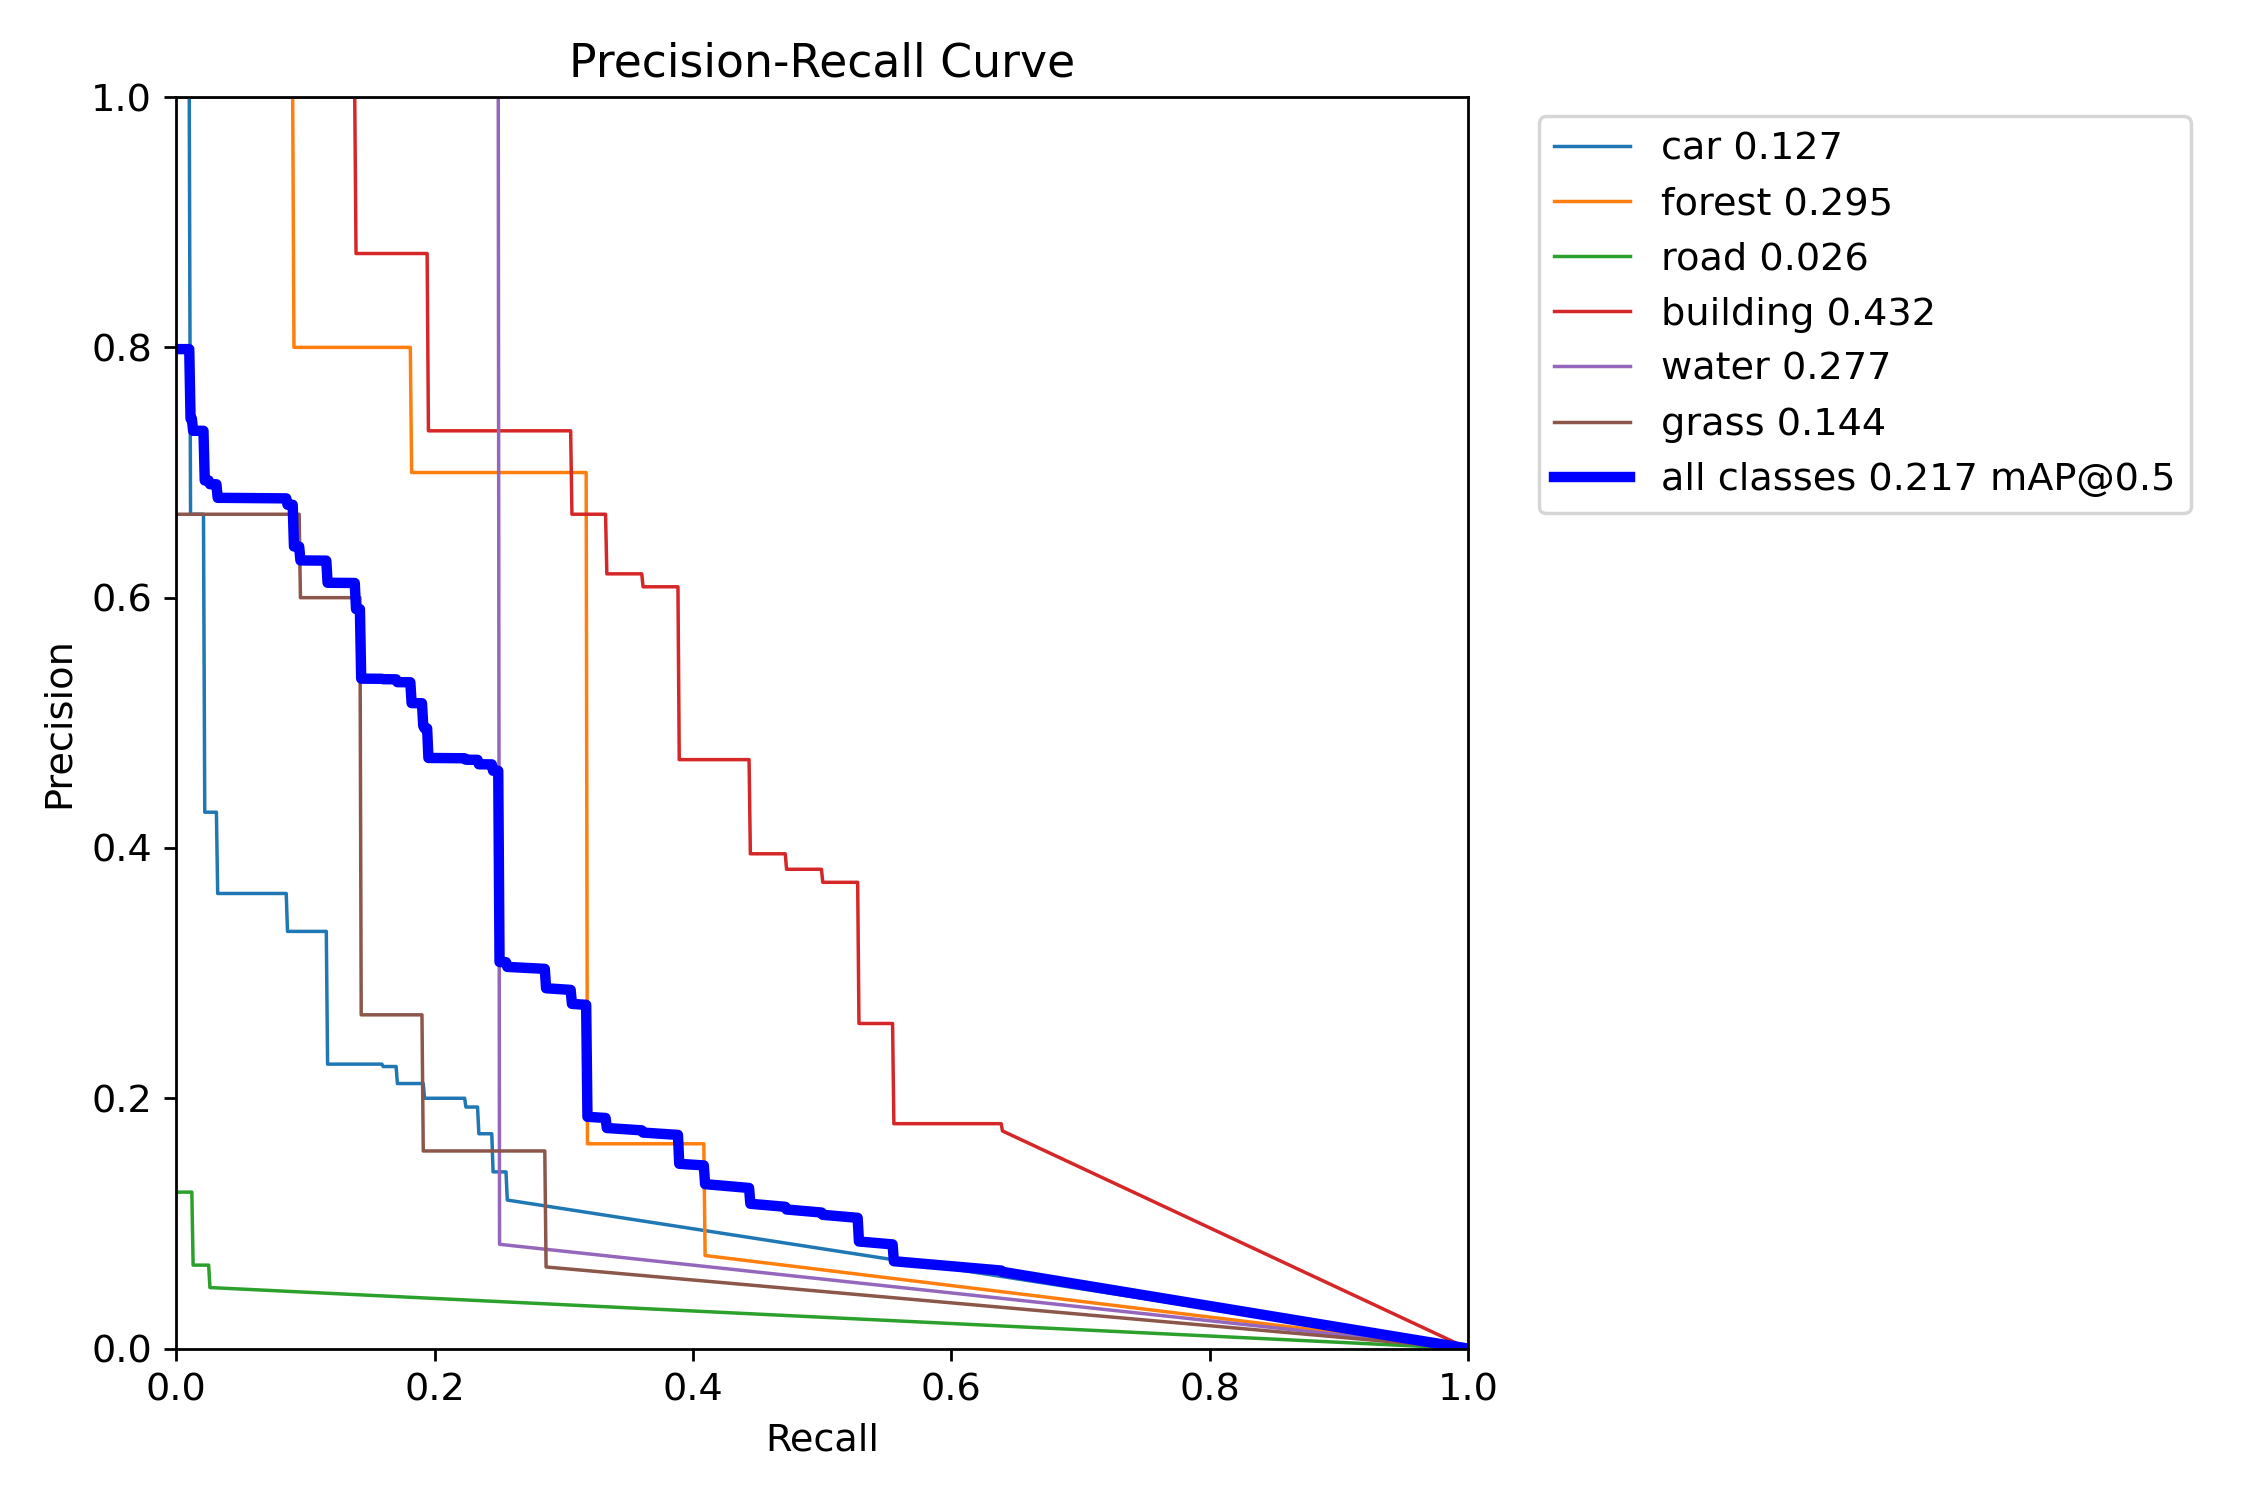 Precision-Recall Curve
1.0
0.8
0.6
0.4
0.2
0.0
Precision
0.0 0.2 0.4 0.6 0.8 1.0
Recall
car 0.127
forest 0.295
road 0.026
building 0.432
water 0.277
grass 0.144
all classes 0.217 mAP@0.5